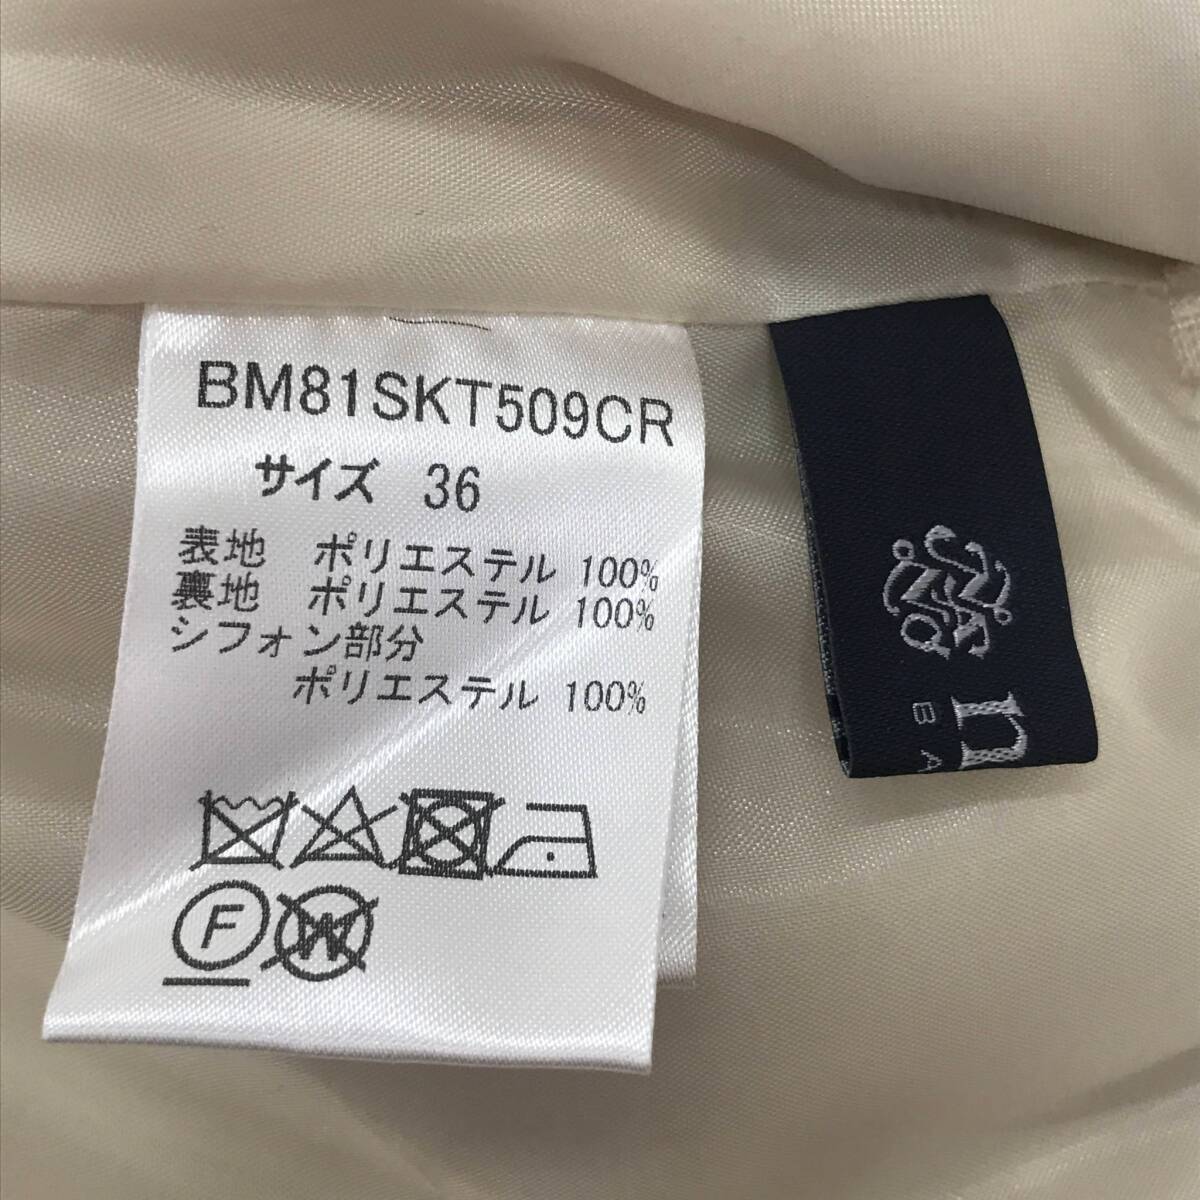 BM81SKT509CR
サイズ 36
表地 ポリエステル 100%
裏地 ポリエステル 100%
シフォン部分
ポリエステル 100%
F
W
n
BA